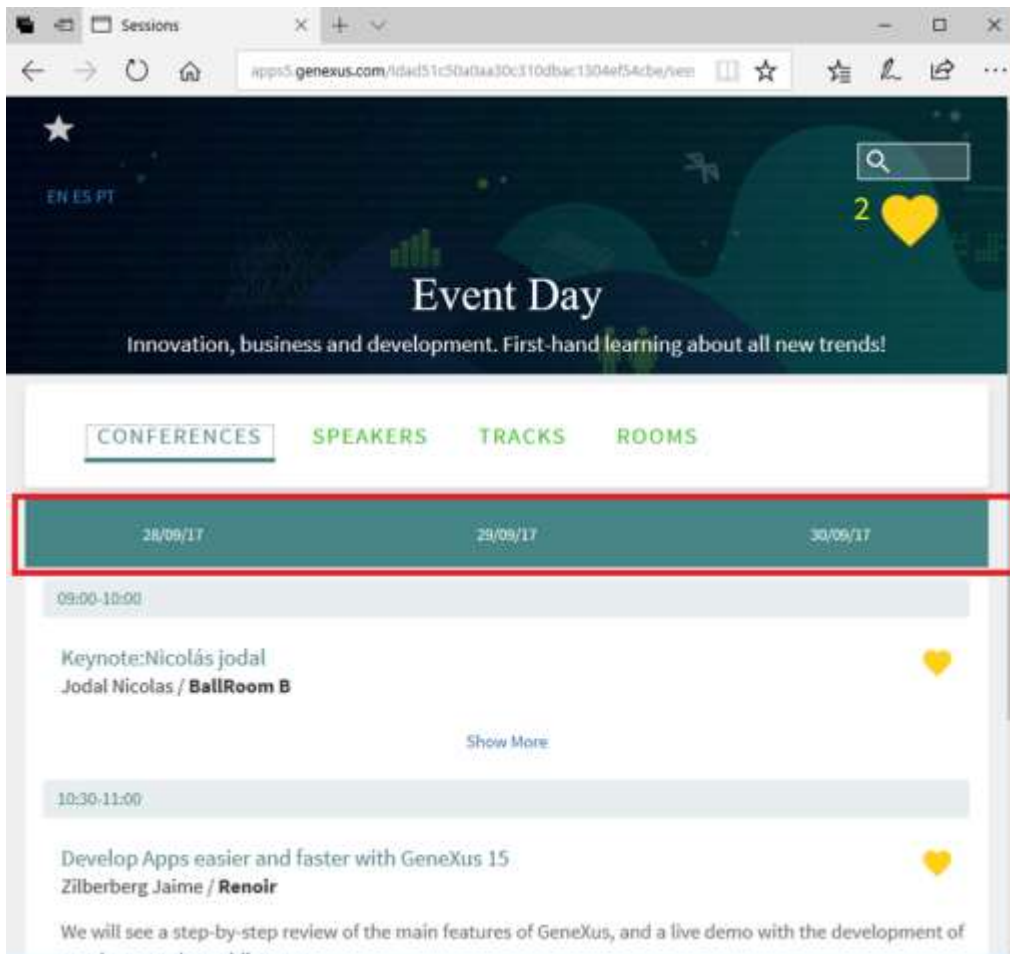 Sessions
apps5.genexus.com/
EN ES PT
2
Event Day
Innovation, business and development. First-hand learning about all new trends!
CONFERENCES SPEAKERS TRACKS ROOMS
28/09/17 29/09/17 30/09/17
09:00-10:00
Keynote:Nicolás jodal
Jodal Nicolas / BallRoom B
Show More
10:30-11:00
Develop Apps easier and faster with GeneXus 15
Zilberberg Jaime / Renoir
We will see a step-by-step review of the main features of GeneXus, and a live demo with the development of